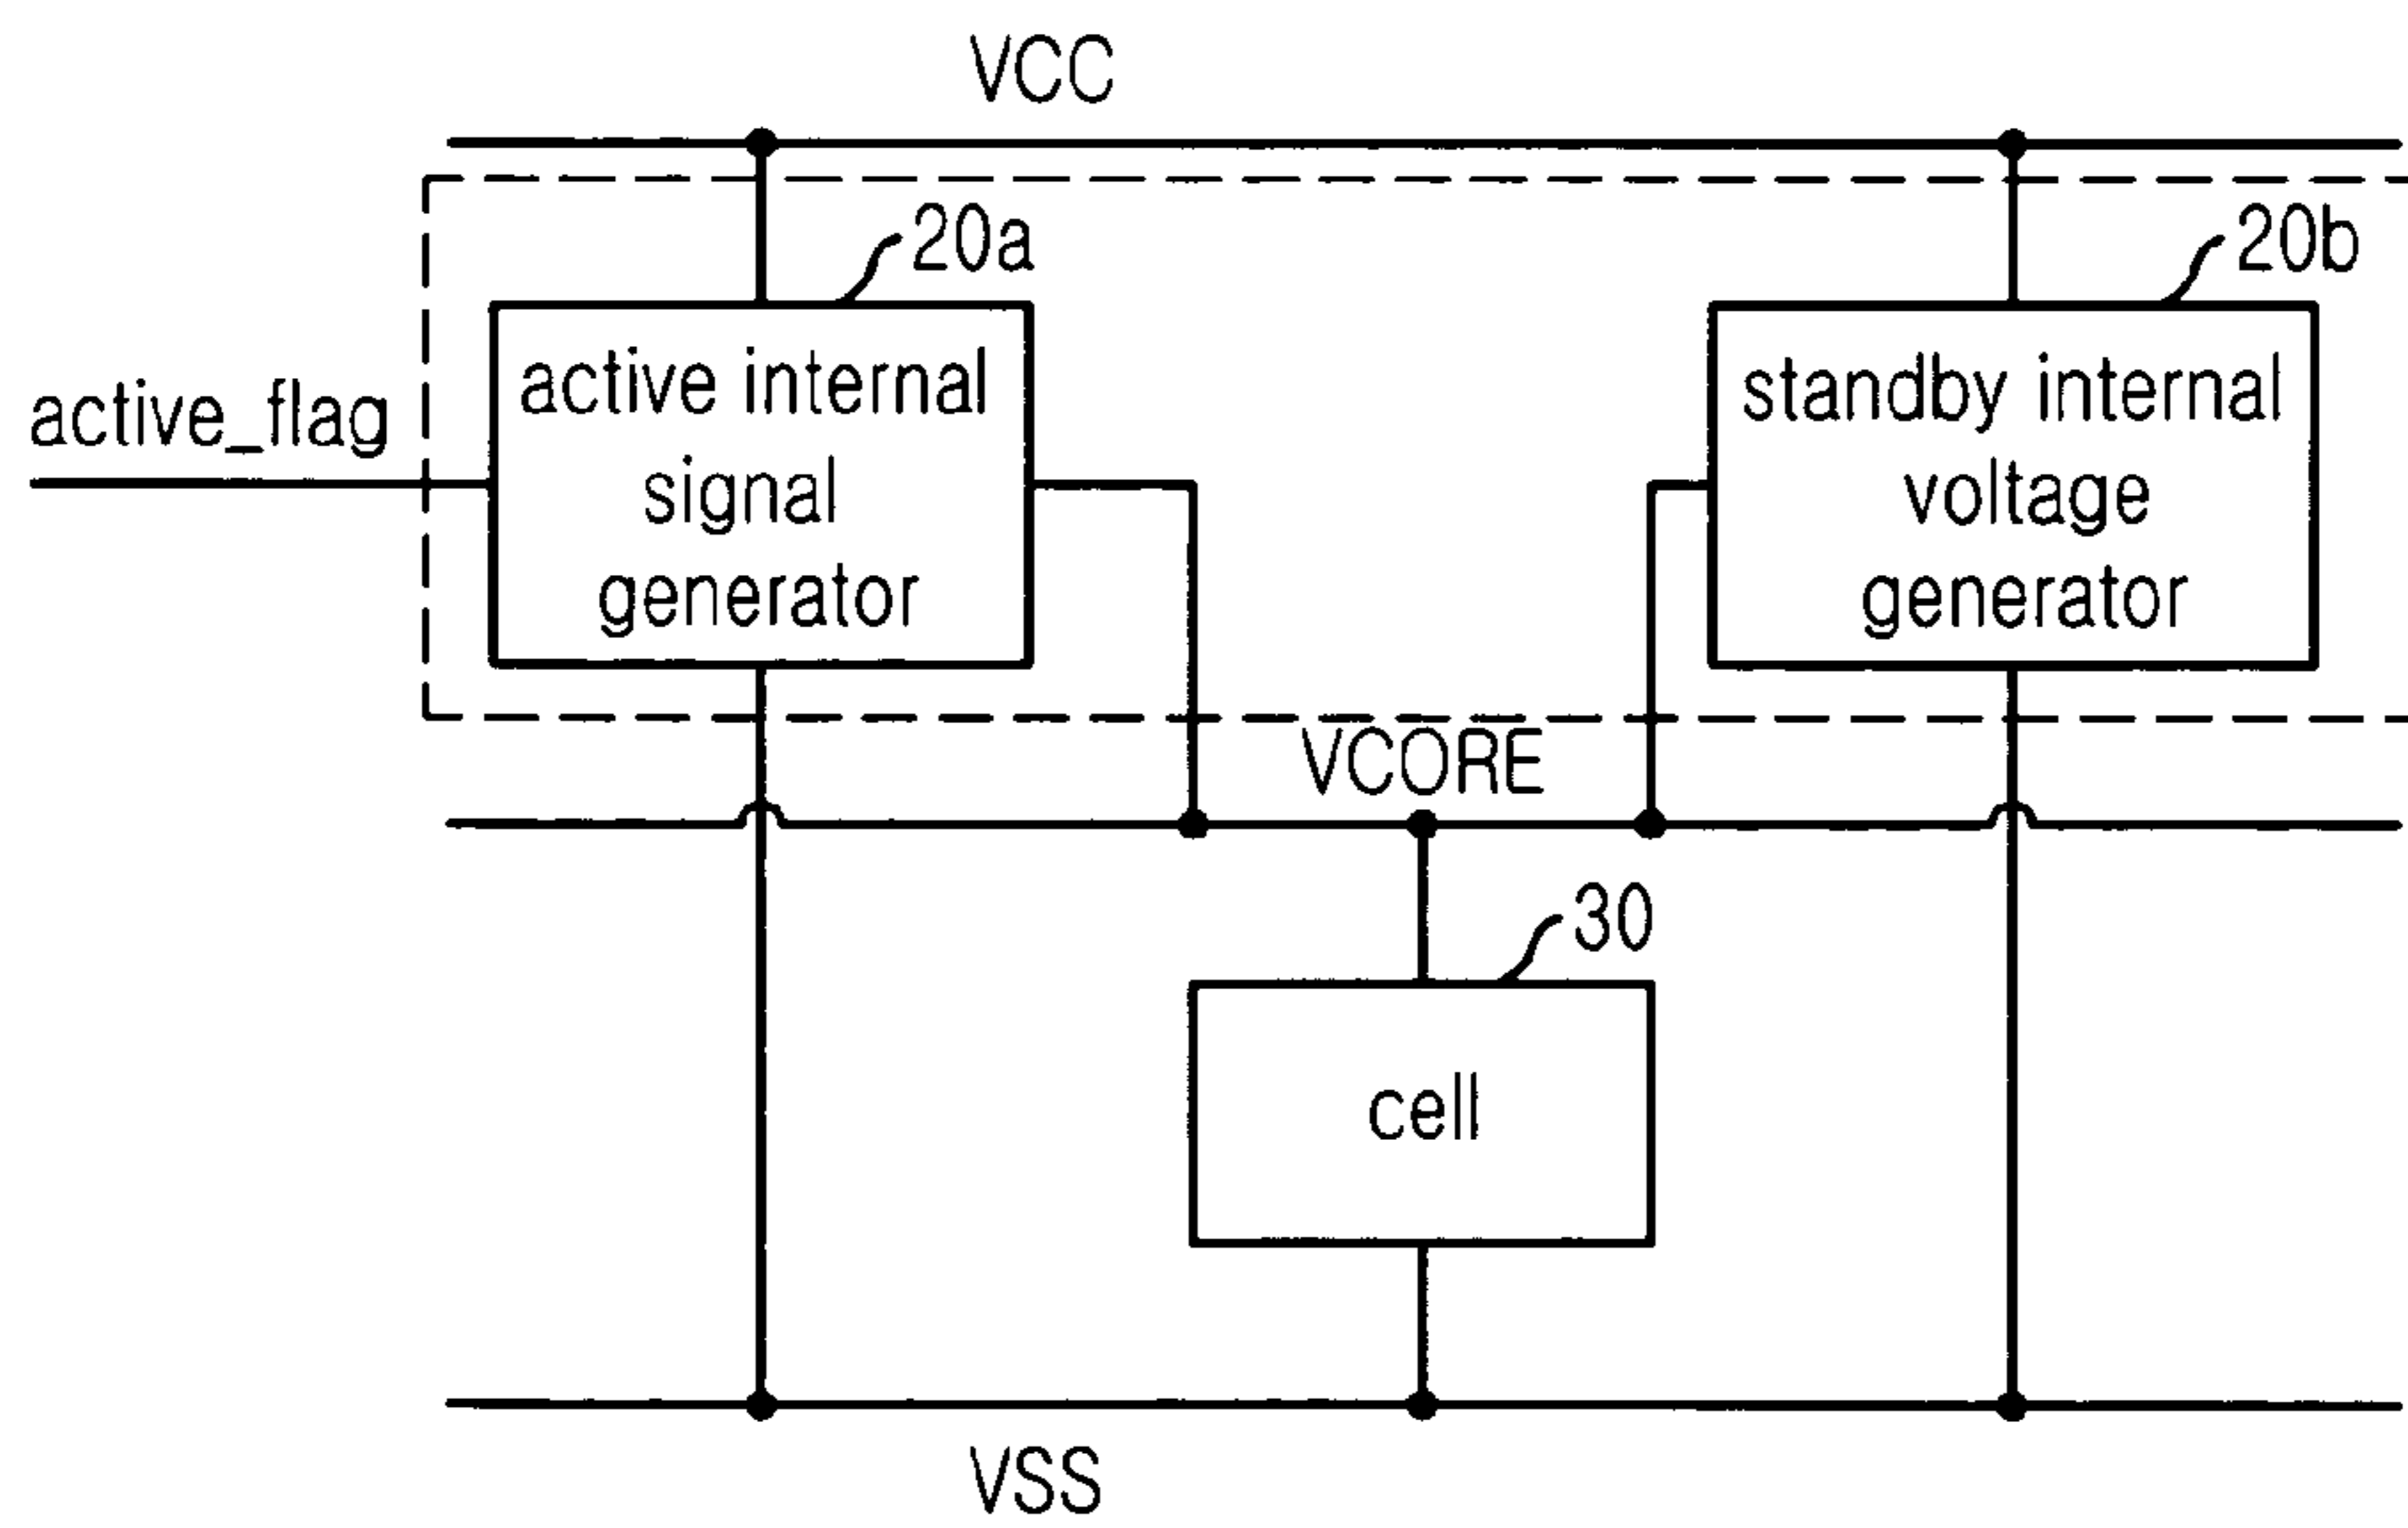 VCC
20a
20b
active_flag
active internal
signal
generator
standby internal
voltage
generator
VCORE
30
cell
VSS